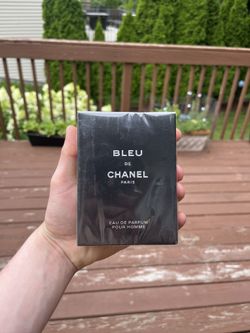 BLEU
DE
CHANEL
PARIS
EAU DE PARFUM
POUR HOMME